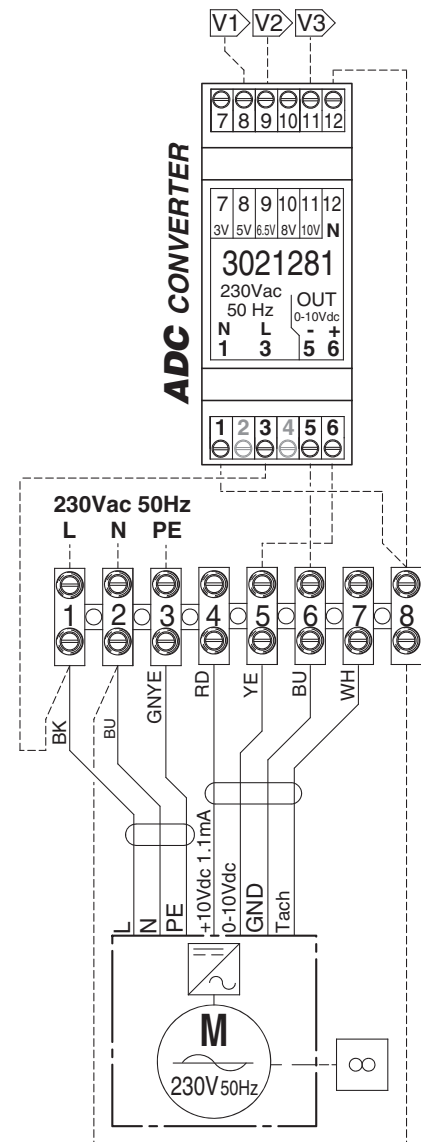 V1 V2 V3
7 8 9 10 11 12
ADC CONVERTER
7 8 9 10 11 12
3V 5V 6.5V 8V 10V N
3021281
230Vac
50 Hz
OUT
0-10Vdc
N L - +
1 3 5 6
1 2 3 4 5 6
230Vac 50Hz
L N PE
1 2 3 4 5 6 7 8
BK BU GNYE RD YE BU WH
L N PE +10Vdc 1.1mA 0-10Vdc GND Tach
M
230V 50Hz
8